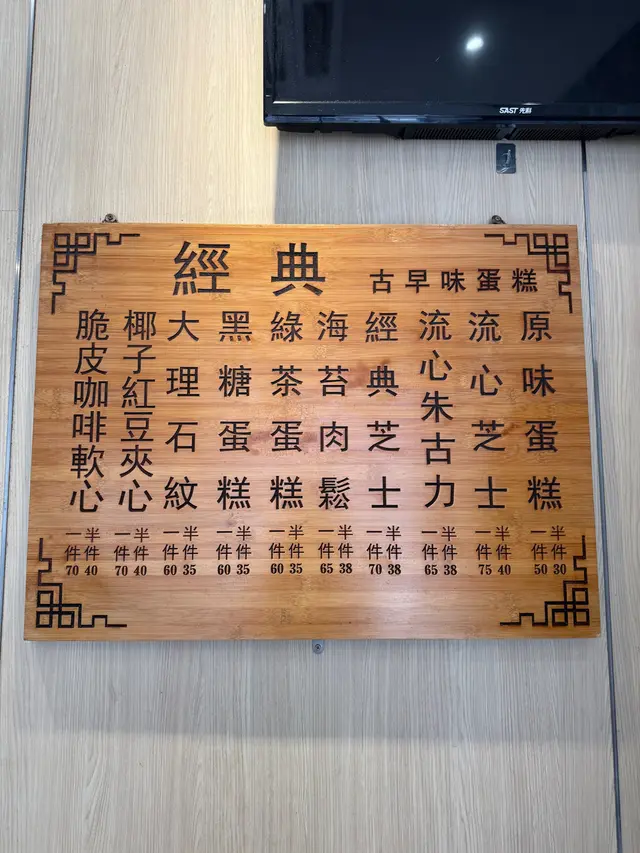 SAST 先科
經典
古早味蛋糕
原味蛋糕
半件 30
一件 50
流心芝士
半件 40
一件 75
流心朱古力
半件 38
一件 65
經典芝士
半件 38
一件 70
海苔肉鬆
半件 38
一件 65
綠茶蛋糕
半件 35
一件 60
黑糖蛋糕
半件 35
一件 60
大理石紋
半件 35
一件 60
椰子紅豆夾心
半件 40
一件 70
脆皮咖啡軟心
半件 40
一件 70